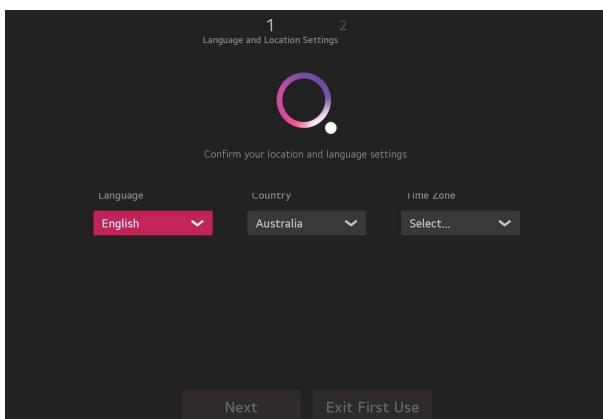 1 2
Language and Location Settings
Confirm your location and language settings.
Language Country Time Zone
English Australia Select...
Next Exit First Use